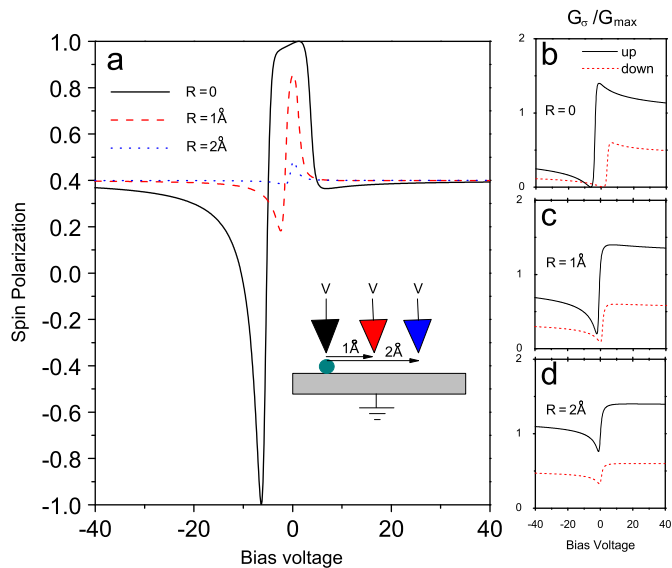 a
Spin Polarization
1.0
0.8
0.6
0.4
0.2
0.0
-0.2
-0.4
-0.6
-0.8
-1.0
R = 0
R = 1Å
R = 2Å
V V V
1Å
2Å
-40 -20 0 20 40
Bias voltage
Gσ /Gmax
b
up
down
R = 0
2
1
0
c
R = 1Å
2
1
0
d
R = 2Å
2
1
0
-40 -20 0 20 40
Bias Voltage